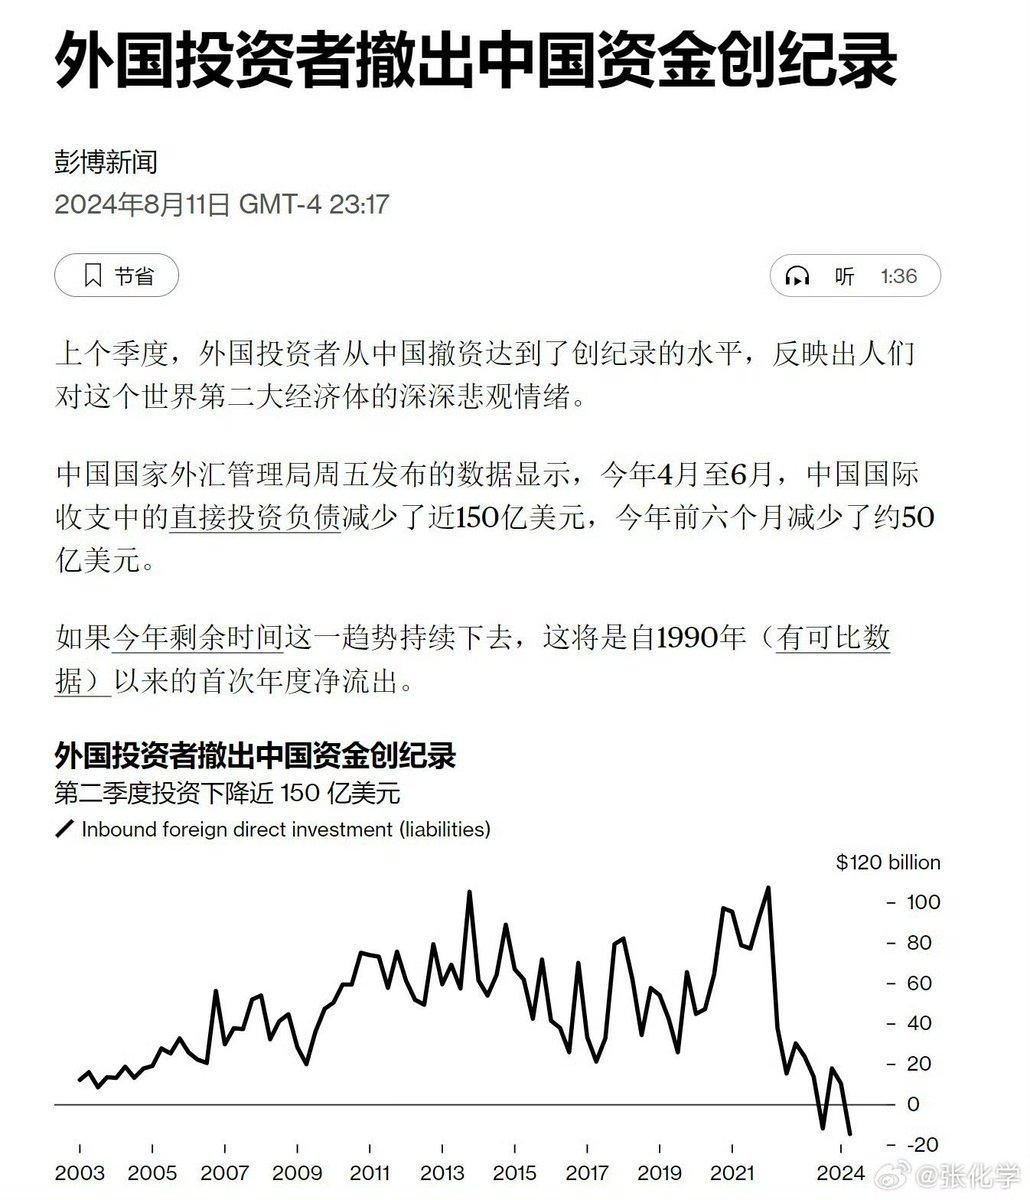 外国投资者撤出中国资金创纪录
彭博新闻
2024年8月11日 GMT-4 23:17
节省
听 1:36
上个季度，外国投资者从中国撤资达到了创纪录的水平，反映出人们
对这个世界第二大经济体的深深悲观情绪。
中国国家外汇管理局周五发布的数据显示，今年4月至6月，中国国际
收支中的直接投资负债减少了近150亿美元，今年前六个月减少了约50
亿美元。
如果今年剩余时间这一趋势持续下去，这将是自1990年（有可比数
据）以来的首次年度净流出。
外国投资者撤出中国资金创纪录
第二季度投资下降近 150 亿美元
Inbound foreign direct investment (liabilities)
$120 billion
100
80
60
40
20
0
-20
2003 2005 2007 2009 2011 2013 2015 2017 2019 2021 2024
@张化学